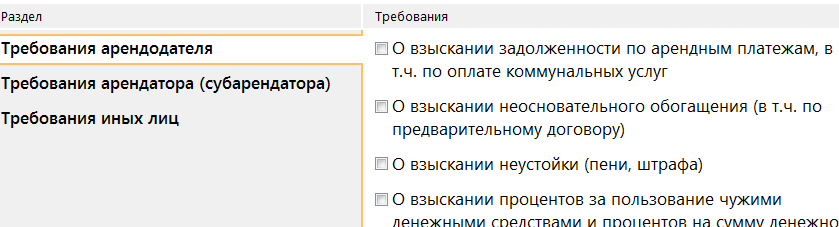 Раздел
Требования
Требования арендодателя
Требования арендатора (субарендатора)
Требования иных лиц
О взыскании задолженности по арендным платежам, в
т.ч. по оплате коммунальных услуг
О взыскании неосновательного обогащения (в т.ч. по
предварительному договору)
О взыскании неустойки (пени, штрафа)
О взыскании процентов за пользование чужими
денежными средствами и процентов на сумму денежно